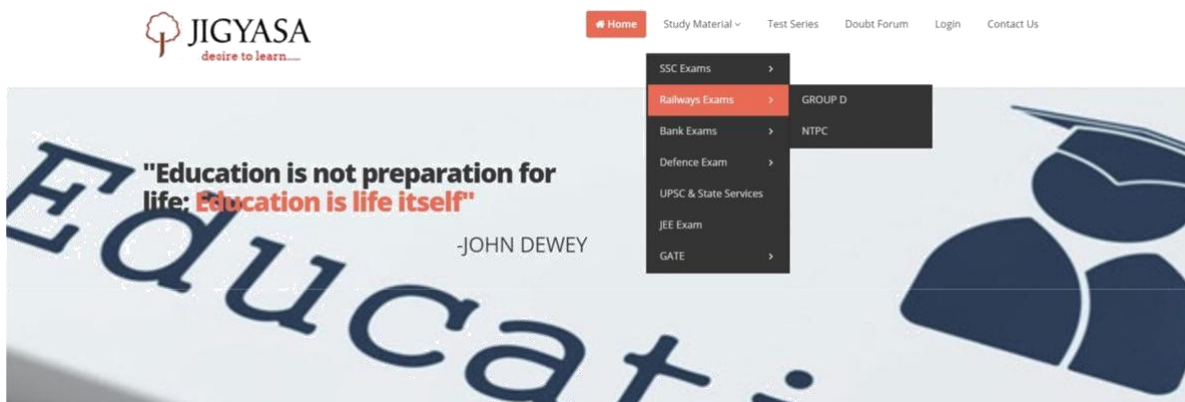 JIGYASA
desire to learn......
Home Study Material Test Series Doubt Forum Login Contact Us
SSC Exams
Railways Exams
GROUP D
Bank Exams
NTPC
Defence Exam
UPSC & State Services
JEE Exam
GATE
"Education is not preparation for
life; Education is life itself"
-JOHN DEWEY
Educati